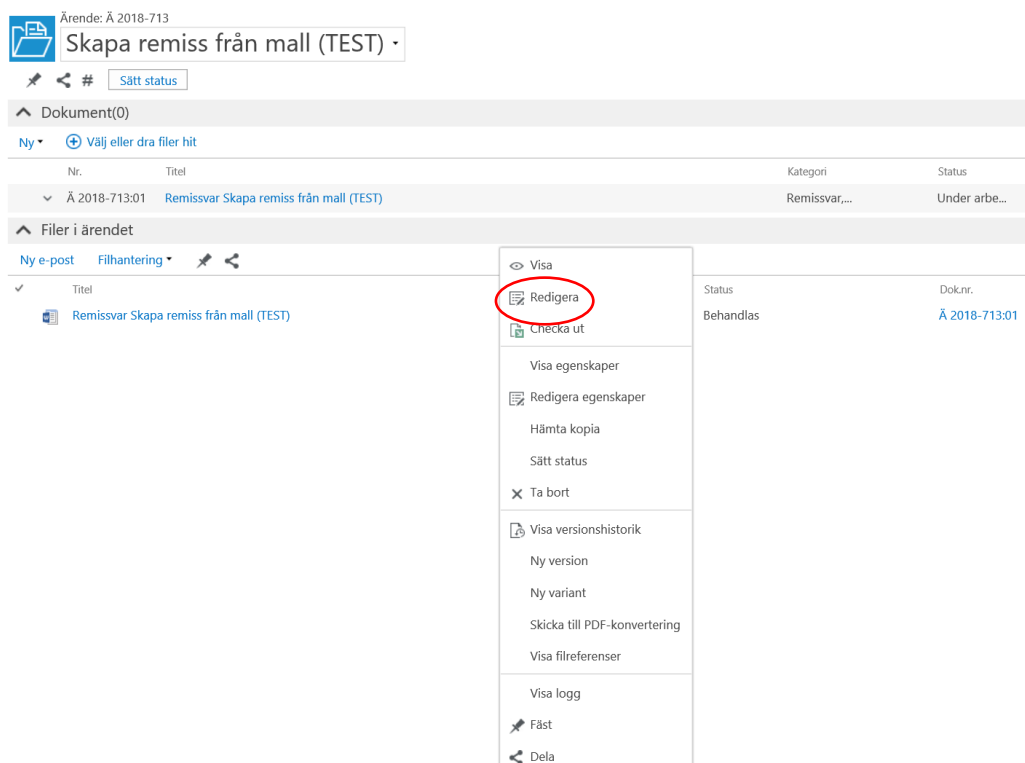 Ärende: Ä 2018-713
Skapa remiss från mall (TEST)
# Sätt status
Dokument(0)
Ny Välj eller dra filer hit
Nr. Titel Kategori Status
Ä 2018-713:01 Remissvar Skapa remiss från mall (TEST) Remissvar,... Under arbe...
Filer i ärendet
Ny e-post Filhantering
Titel Status Dok.nr.
Remissvar Skapa remiss från mall (TEST) Behandlas Ä 2018-713:01
Visa
Redigera
Checka ut
Visa egenskaper
Redigera egenskaper
Hämta kopia
Sätt status
Ta bort
Visa versionshistorik
Ny version
Ny variant
Skicka till PDF-konvertering
Visa filreferenser
Visa logg
Fäst
Dela